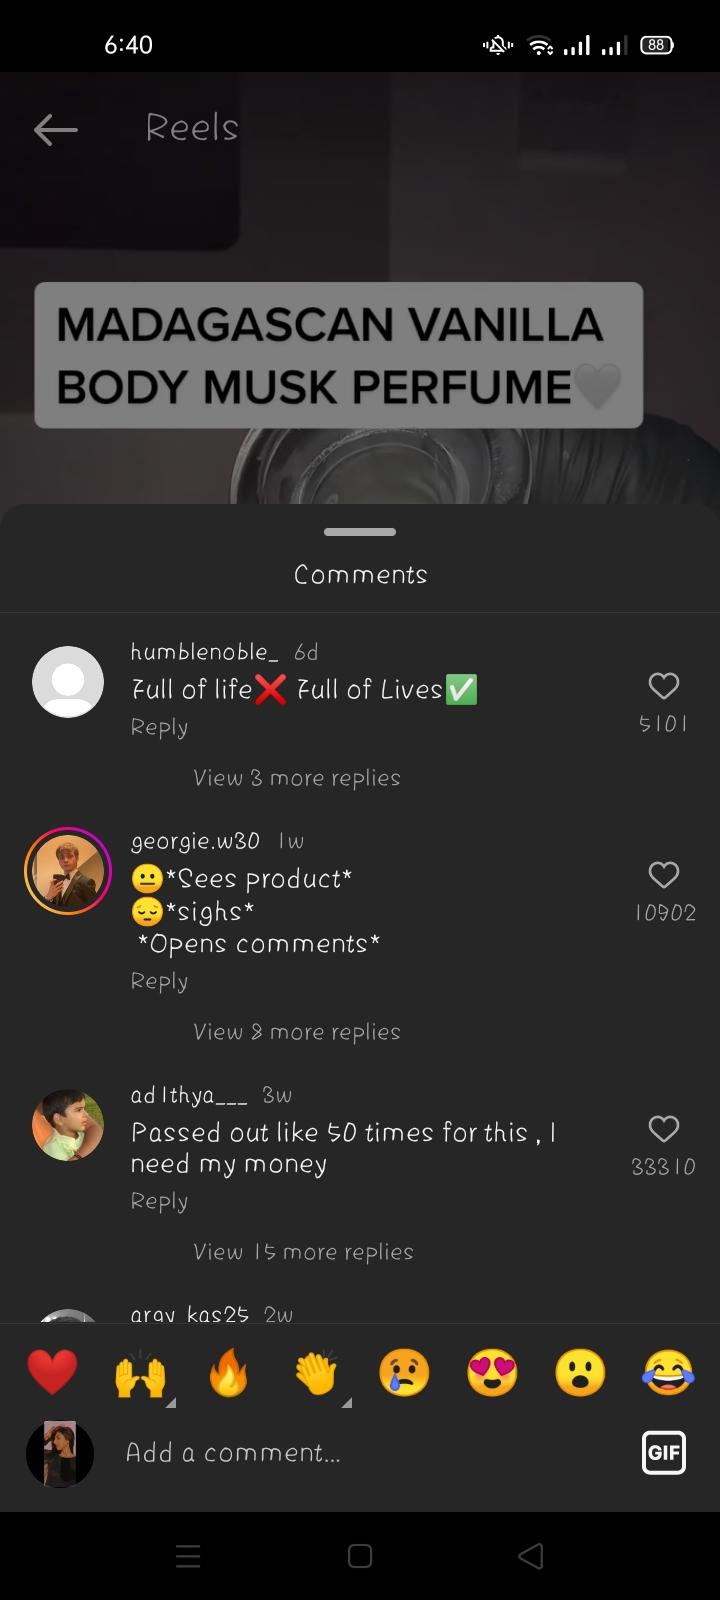 6:40
88
Reels
MADAGASCAN VANILLA
BODY MUSK PERFUME🤍
Comments
humblenoble_ 6d
Full of life❌ Full of Lives✅
5101
Reply
View 3 more replies
georgie.w30 1w
😐*Sees product*
😔*sighs*
*Opens comments*
10902
Reply
View 8 more replies
ad1thya___ 3w
Passed out like 50 times for this , I
need my money
33310
Reply
View 15 more replies
arav_kas25 2w
Add a comment...
GIF